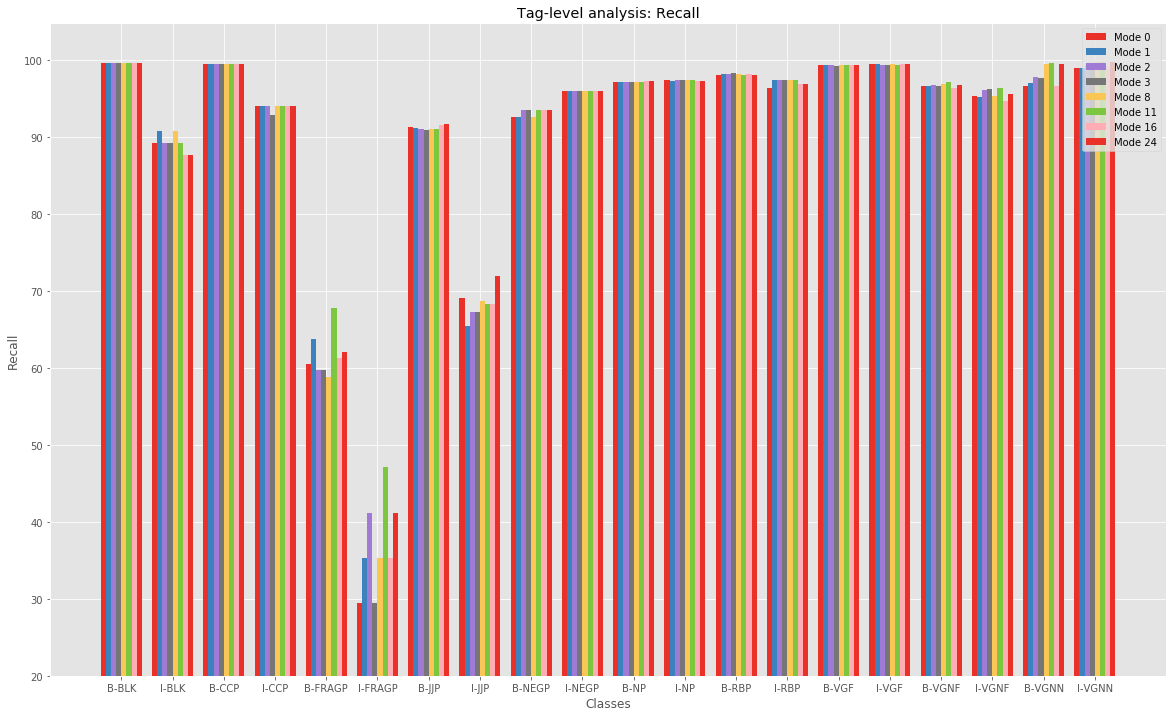 Tag-level analysis: Recall
Mode 0
Mode 1
Mode 2
Mode 3
Mode 8
Mode 11
Mode 16
Mode 24
Recall
100
90
80
70
60
50
40
30
20
B-BLK I-BLK B-CCP I-CCP B-FRAGP I-FRAGP B-JJP I-JJP B-NEGP I-NEGP B-NP I-NP B-RBP I-RBP B-VGF I-VGF B-VGNF I-VGNF B-VGNN I-VGNN
Classes